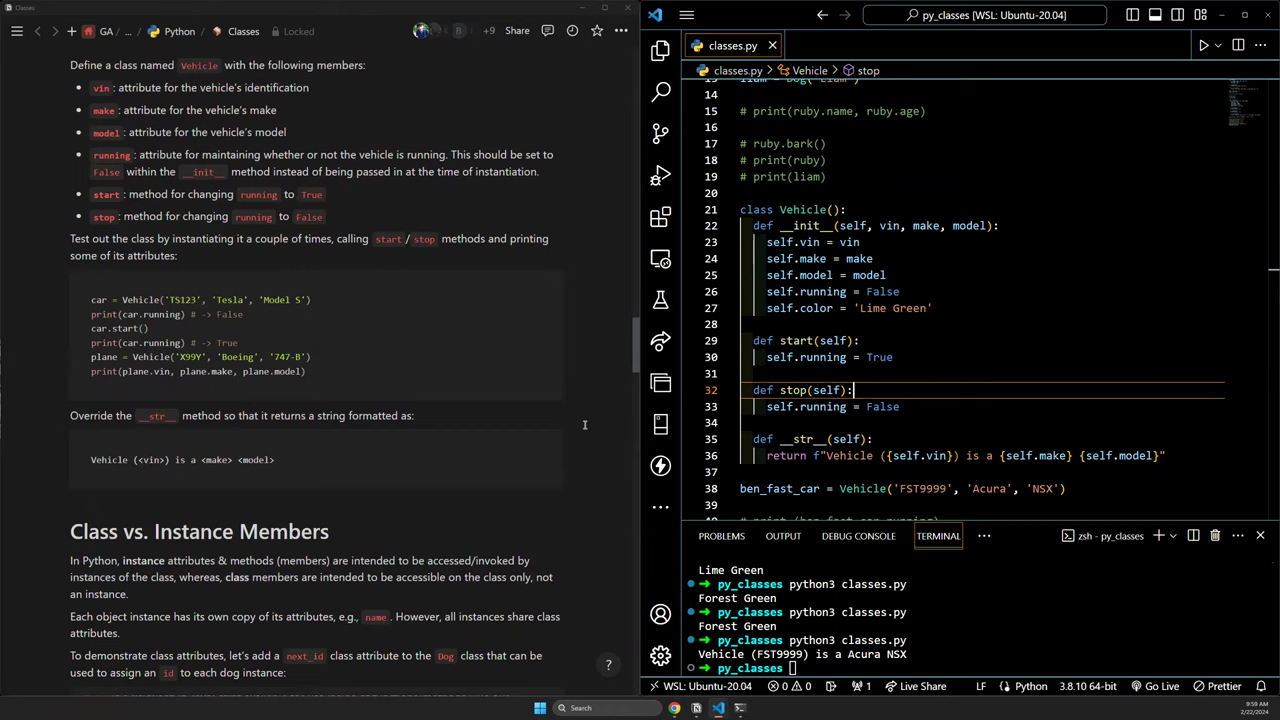 Classes
GA / ... / Python / Classes Locked
B +9 Share
Define a class named Vehicle with the following members:
• vin: attribute for the vehicle's identification
• make: attribute for the vehicle's make
• model: attribute for the vehicle's model
• running: attribute for maintaining whether or not the vehicle is running. This should be set to
False within the __init__ method instead of being passed in at the time of instantiation.
• start: method for changing running to True
• stop: method for changing running to False
Test out the class by instantiating it a couple of times, calling start / stop methods and printing
some of its attributes:
car = Vehicle('TS123', 'Tesla', 'Model S')
print(car.running) # -> False
car.start()
print(car.running) # -> True
plane = Vehicle('X99Y', 'Boeing', '747-B')
print(plane.vin, plane.make, plane.model)
Override the __str__ method so that it returns a string formatted as:
Vehicle (<vin>) is a <make> <model>
Class vs. Instance Members
In Python, instance attributes & methods (members) are intended to be accessed/invoked by
instances of the class, whereas, class members are intended to be accessible on the class only, not
an instance.
Each object instance has its own copy of its attributes, e.g., name. However, all instances share class
attributes.
To demonstrate class attributes, let's add a next_id class attribute to the Dog class that can be
used to assign an id to each dog instance:
?
py_classes [WSL: Ubuntu-20.04]
classes.py
classes.py > Vehicle > stop
13 liam = Dog('Liam')
14
15 # print(ruby.name, ruby.age)
16
17 # ruby.bark()
18 # print(ruby)
19 # print(liam)
20
21 class Vehicle():
22 def __init__(self, vin, make, model):
23 self.vin = vin
24 self.make = make
25 self.model = model
26 self.running = False
27 self.color = 'Lime Green'
28
29 def start(self):
30 self.running = True
31
32 def stop(self):
33 self.running = False
34
35 def __str__(self):
36 return f"Vehicle ({self.vin}) is a {self.make} {self.model}"
37
38 ben_fast_car = Vehicle('FST9999', 'Acura', 'NSX')
39
40 # print (ben_fast_car.running)
PROBLEMS OUTPUT DEBUG CONSOLE TERMINAL zsh - py_classes
Lime Green
➜ py_classes python3 classes.py
Forest Green
➜ py_classes python3 classes.py
Forest Green
➜ py_classes python3 classes.py
Vehicle (FST9999) is a Acura NSX
➜ py_classes
WSL: Ubuntu-20.04 0 0 1 Live Share LF Python 3.8.10 64-bit Go Live Prettier
Search
9:59 AM
2/22/2024